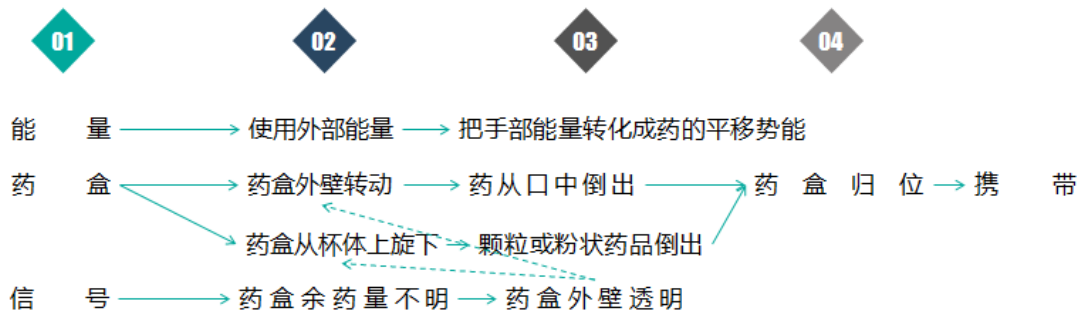 01 02 03 04
能量 使用外部能量 把手部能量转化成药的平移势能
药盒 药盒外壁转动 药从口中倒出 药盒归位 携带
药盒从杯体上旋下 颗粒或粉状药品倒出
信号 药盒余药量不明 药盒外壁透明